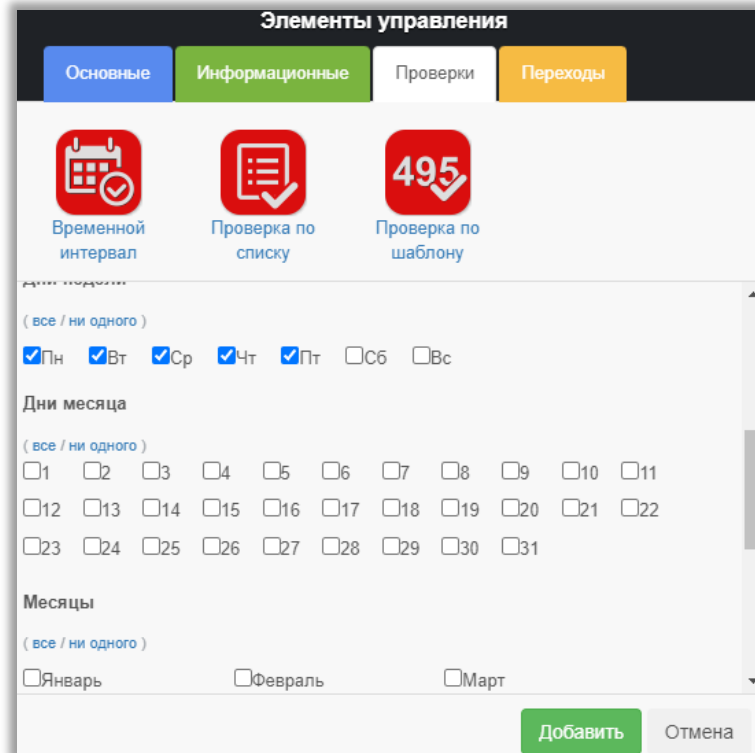 Элементы управления
Основные Информационные Проверки Переходы
495
Временной интервал
Проверка по списку
Проверка по шаблону
Дни недели
( все / ни одного )
Пн Вт Ср Чт Пт Сб Вс
Дни месяца
( все / ни одного )
1 2 3 4 5 6 7 8 9 10 11
12 13 14 15 16 17 18 19 20 21 22
23 24 25 26 27 28 29 30 31
Месяцы
( все / ни одного )
Январь Февраль Март
Добавить Отмена